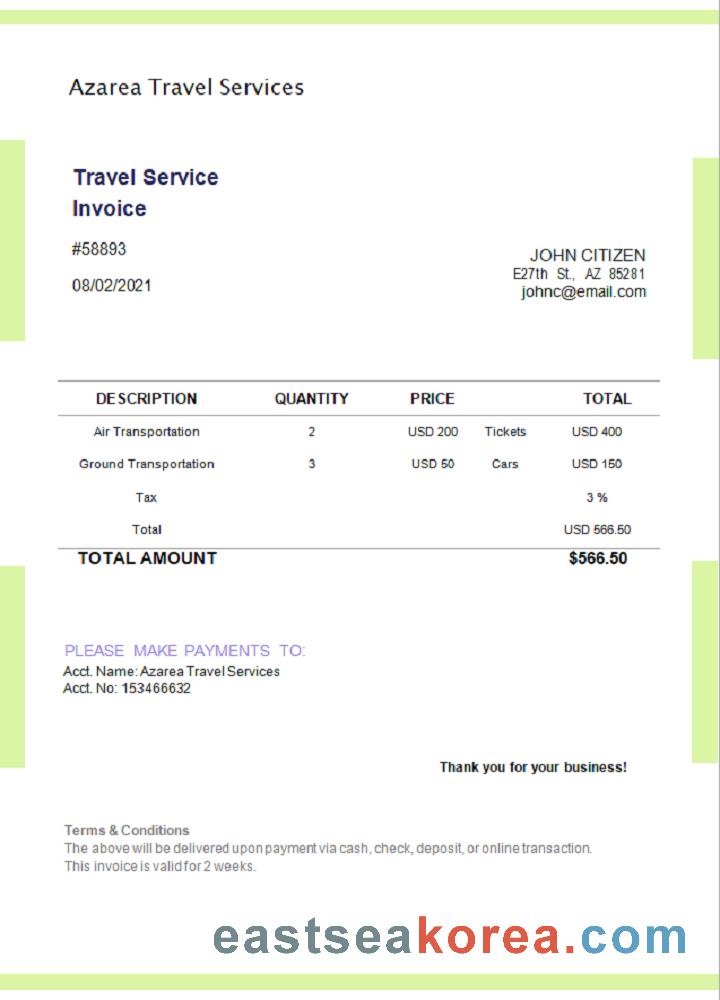 Azarea Travel Services
Travel Service
Invoice
#58893
08/02/2021
JOHN CITIZEN
E27th St., AZ 85281
johnc@email.com
DESCRIPTION QUANTITY PRICE TOTAL
Air Transportation 2 USD 200 Tickets USD 400
Ground Transportation 3 USD 50 Cars USD 150
Tax 3 %
Total USD 566.50
TOTAL AMOUNT $566.50
PLEASE MAKE PAYMENTS TO:
Acct. Name: Azarea Travel Services
Acct. No: 153466632
Thank you for your business!
Terms & Conditions
The above will be delivered upon payment via cash, check, deposit, or online transaction.
This invoice is valid for 2 weeks.
eastseakorea.com